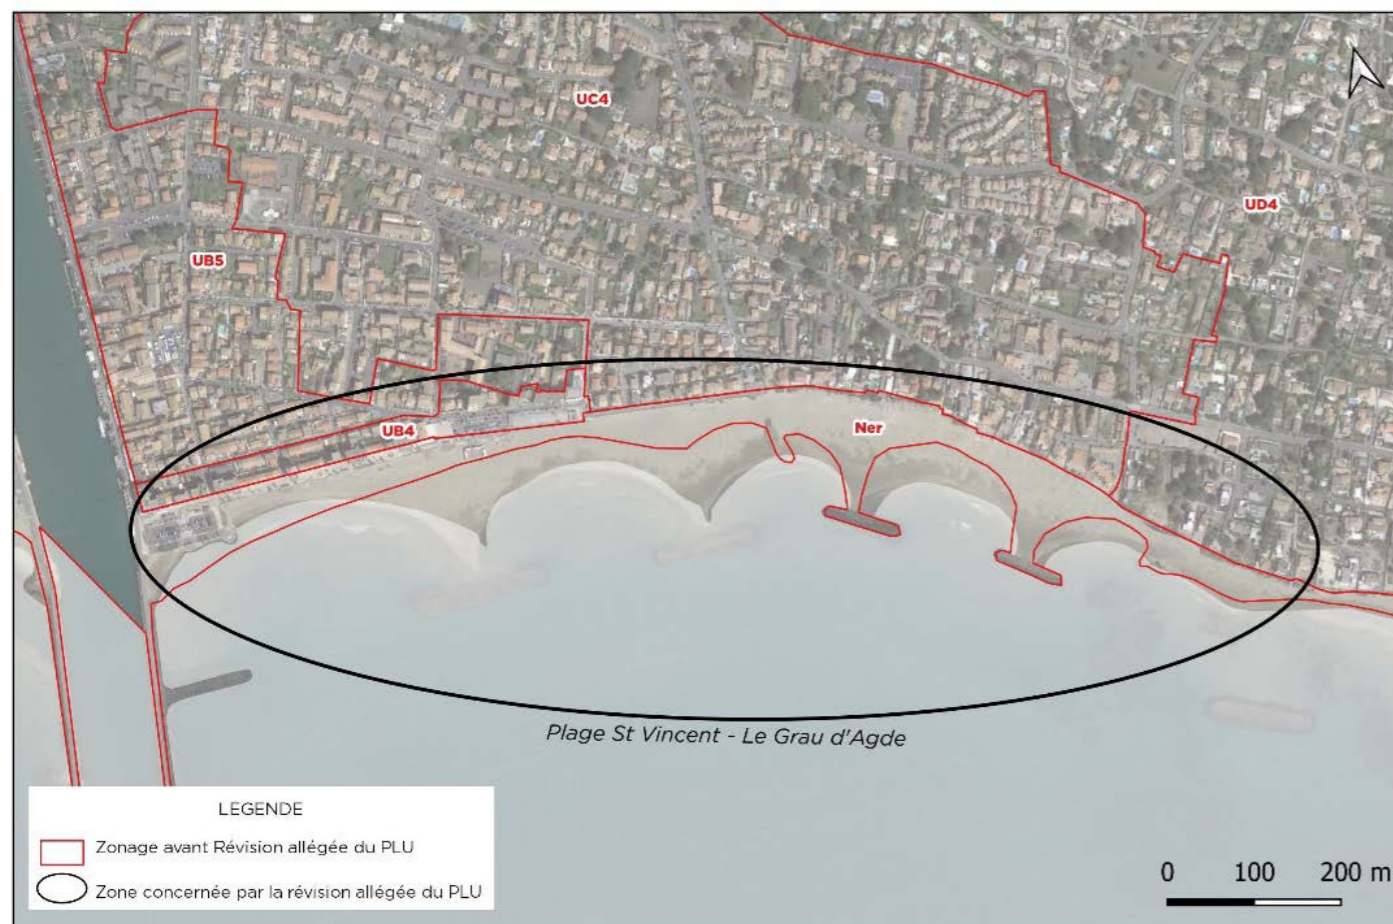 UC4
UD4
UB5
UB4
Ner
Plage St Vincent - Le Grau d'Agde
LEGENDE
Zonage avant Révision allégée du PLU
Zone concernée par la révision allégée du PLU
0 100 200 m